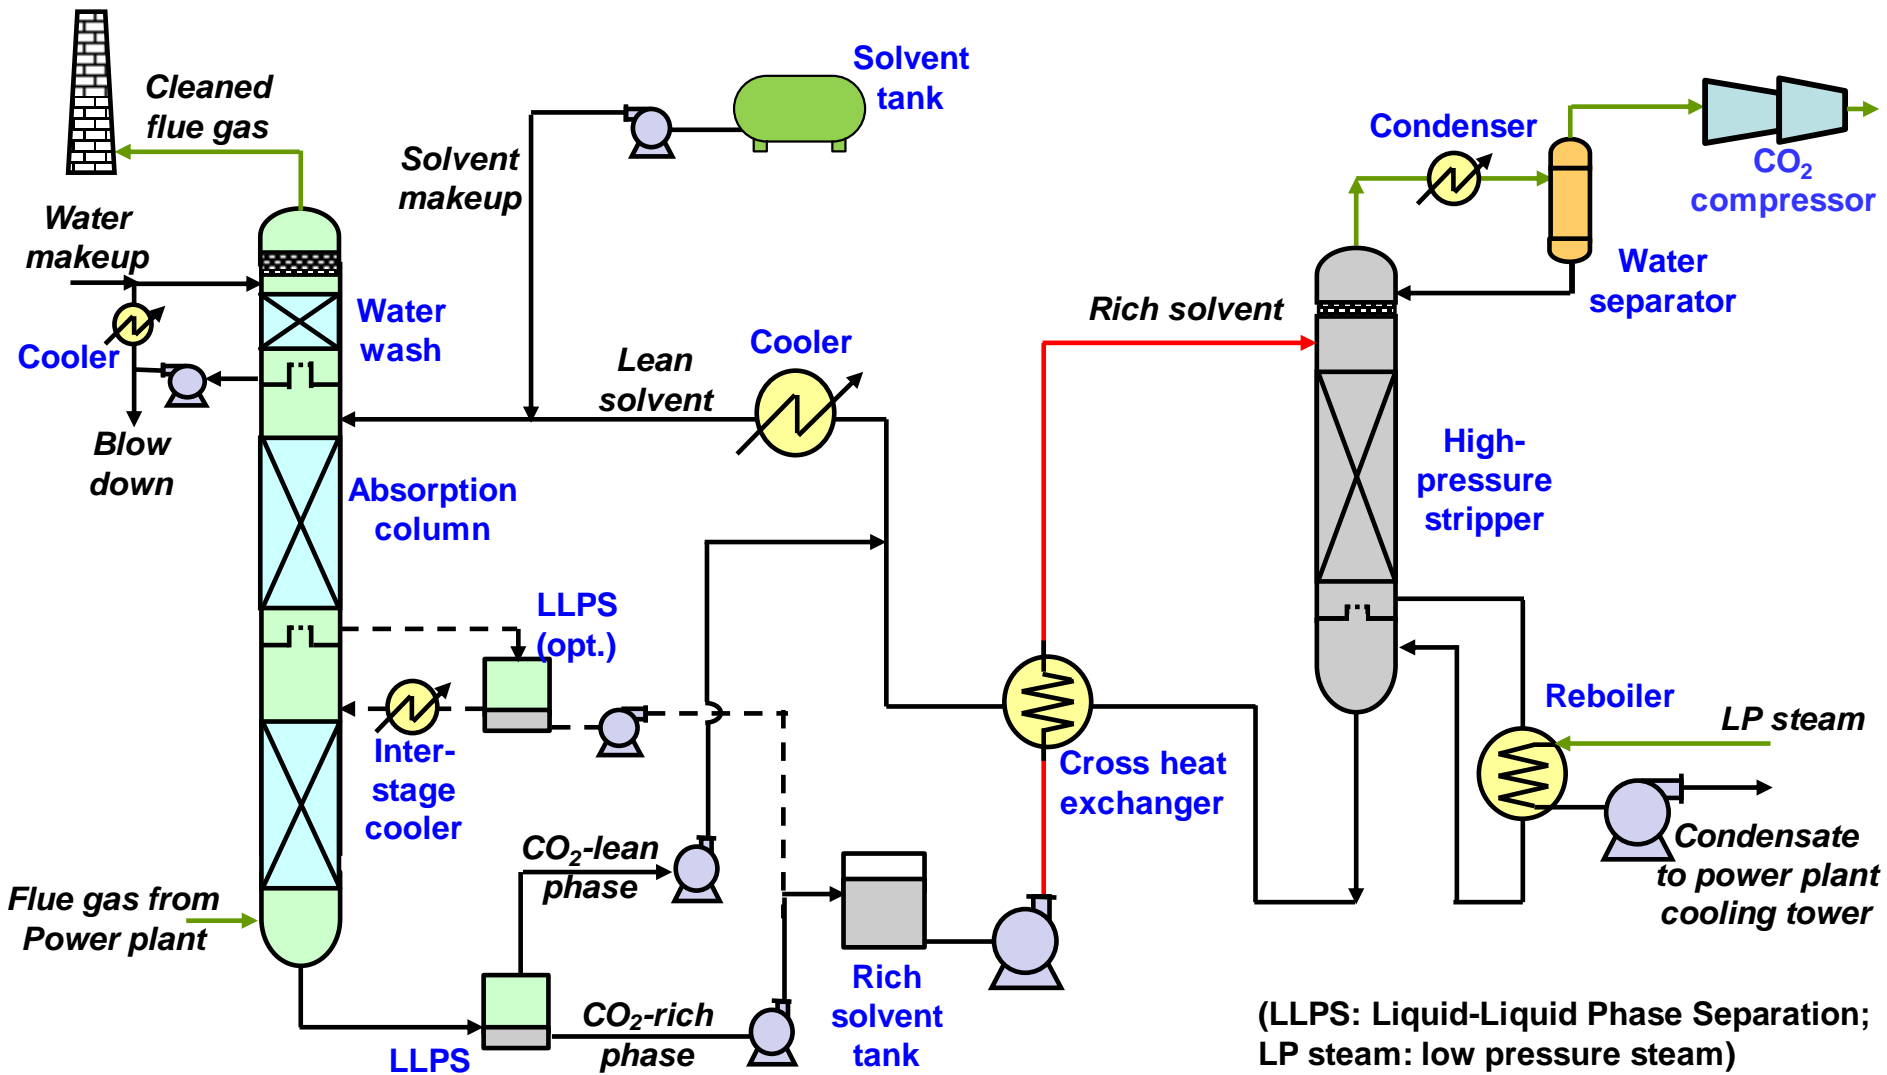 Cleaned
flue gas
Solvent
tank
Solvent
makeup
Condenser
CO₂
compressor
Water
makeup
Water
separator
Water
wash
Cooler
Rich solvent
Lean
solvent
Cooler
Blow
down
Absorption
column
High-
pressure
stripper
LLPS
(opt.)
Inter-
stage
cooler
Cross heat
exchanger
Reboiler
LP steam
Condensate
to power plant
cooling tower
CO₂-lean
phase
Flue gas from
Power plant
CO₂-rich
phase
LLPS
Rich
solvent
tank
(LLPS: Liquid-Liquid Phase Separation;
LP steam: low pressure steam)